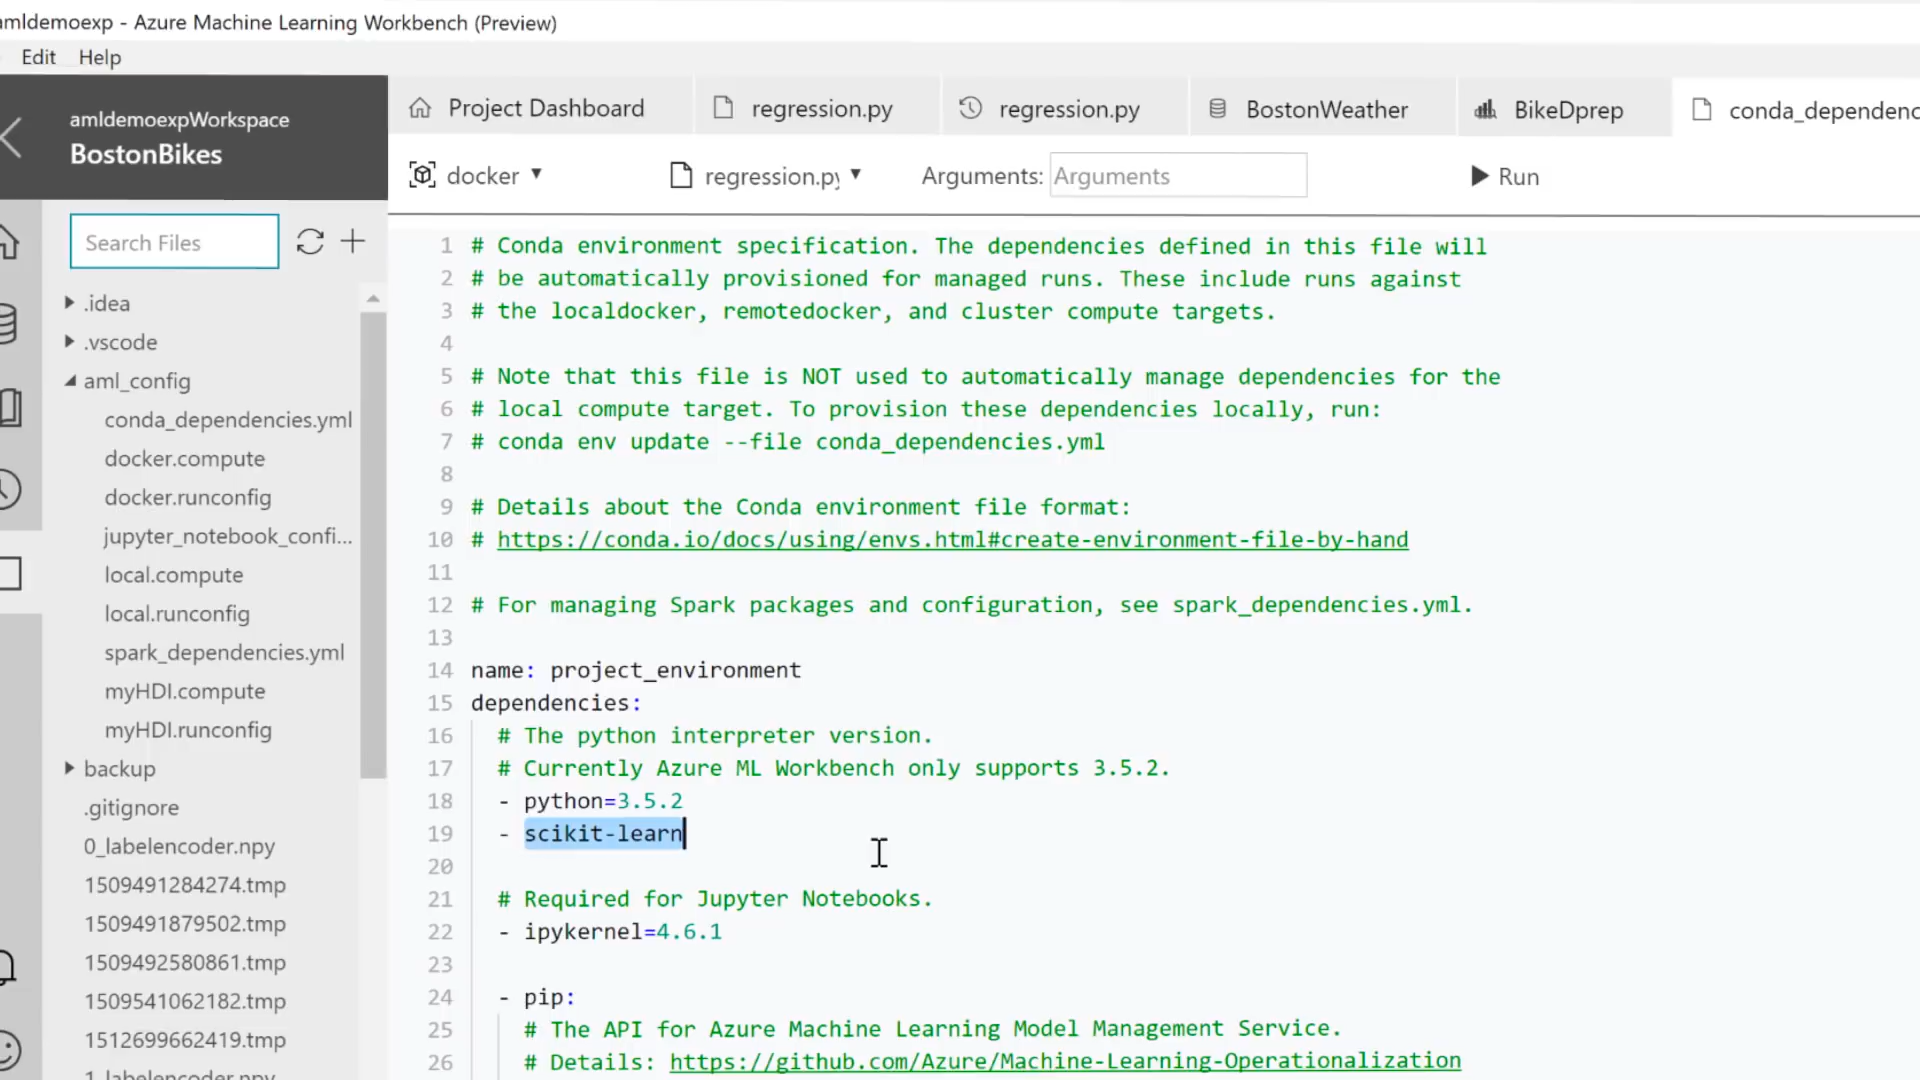 amldemoexp - Azure Machine Learning Workbench (Preview)
Edit Help
amldemoexpWorkspace
BostonBikes
Project Dashboard
regression.py
regression.py
BostonWeather
BikeDprep
conda_dependenc
docker
regression.py
Arguments:
Arguments
Run
Search Files
.idea
.vscode
aml_config
conda_dependencies.yml
docker.compute
docker.runconfig
jupyter_notebook_confi...
local.compute
local.runconfig
spark_dependencies.yml
myHDI.compute
myHDI.runconfig
backup
.gitignore
0_labelencoder.npy
1509491284274.tmp
1509491879502.tmp
1509492580861.tmp
1509541062182.tmp
1512699662419.tmp
1_labelencoder.npy
1 # Conda environment specification. The dependencies defined in this file will
2 # be automatically provisioned for managed runs. These include runs against
3 # the localdocker, remotedocker, and cluster compute targets.
4
5 # Note that this file is NOT used to automatically manage dependencies for the
6 # local compute target. To provision these dependencies locally, run:
7 # conda env update --file conda_dependencies.yml
8
9 # Details about the Conda environment file format:
10 # https://conda.io/docs/using/envs.html#create-environment-file-by-hand
11
12 # For managing Spark packages and configuration, see spark_dependencies.yml.
13
14 name: project_environment
15 dependencies:
16 # The python interpreter version.
17 # Currently Azure ML Workbench only supports 3.5.2.
18 - python=3.5.2
19 - scikit-learn
20
21 # Required for Jupyter Notebooks.
22 - ipykernel=4.6.1
23
24 - pip:
25 # The API for Azure Machine Learning Model Management Service.
26 # Details: https://github.com/Azure/Machine-Learning-Operationalization